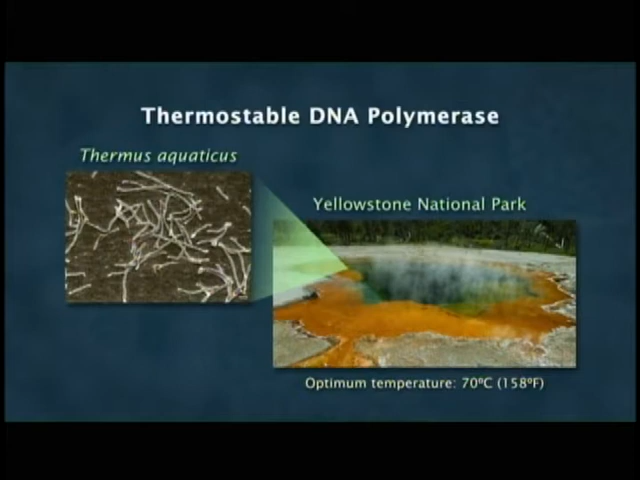 Thermostable DNA Polymerase
Thermus aquaticus
Yellowstone National Park
Optimum temperature: 70ºC (158ºF)